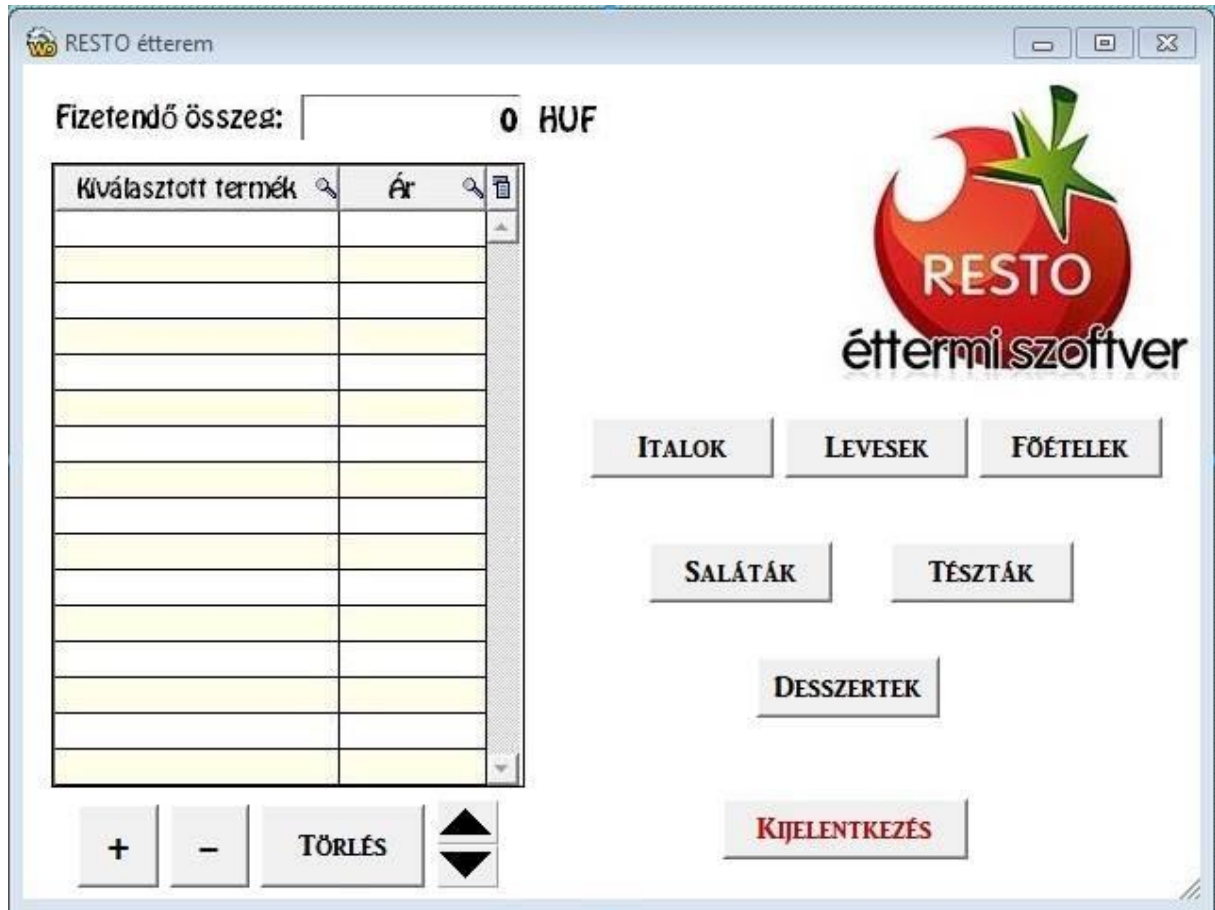 RESTO étterem
Fizetendő összeg: 0 HUF
Kiválasztott termék Ár
RESTO
éttermi szoftver
ITALOK LEVESEK FÕÉTELEK
SALÁTÁK TÉSZTÁK
DESSZERTEK
KIJELENTKEZÉS
+ - TÖRLÉS